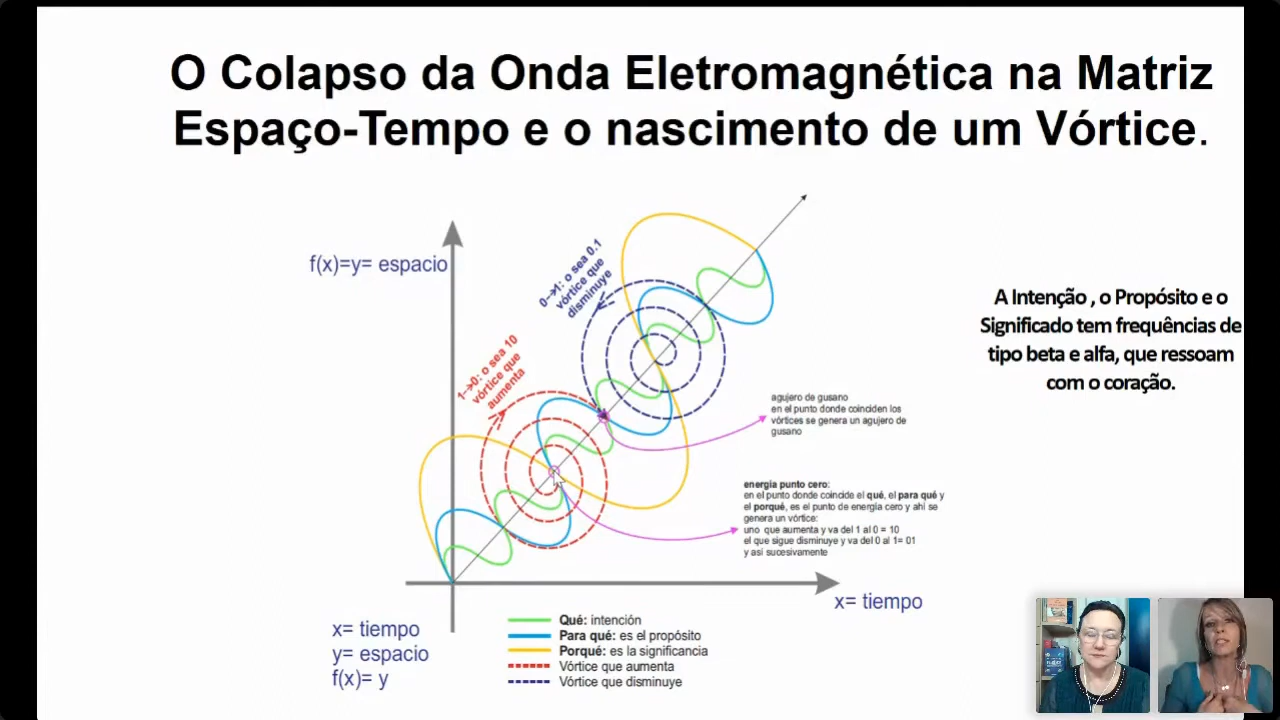 O Colapso da Onda Eletromagnética na Matriz
Espaço-Tempo e o nascimento de um Vórtice.
f(x)=y= espacio
0→1: o sea 0.1
vórtice que
disminuye
1→0: o sea 10
vórtice que
aumenta
A Intenção , o Propósito e o
Significado tem frequências de
tipo beta e alfa, que ressoam
com o coração.
agujero de gusano
en el punto donde coinciden los
vórtices se genera un agujero de
gusano
energía punto cero:
en el punto donde coincide el qué, el para qué y
el porqué, es el punto de energía cero y ahí se
genera un vórtice:
uno que aumenta y va del 1 al 0 = 10
el que sigue disminuye y va del 0 al 1= 01
y así sucesivamente
x= tiempo
x= tiempo
y= espacio
f(x)= y
Qué: intención
Para qué: es el propósito
Porqué: es la significancia
Vórtice que aumenta
Vórtice que disminuye